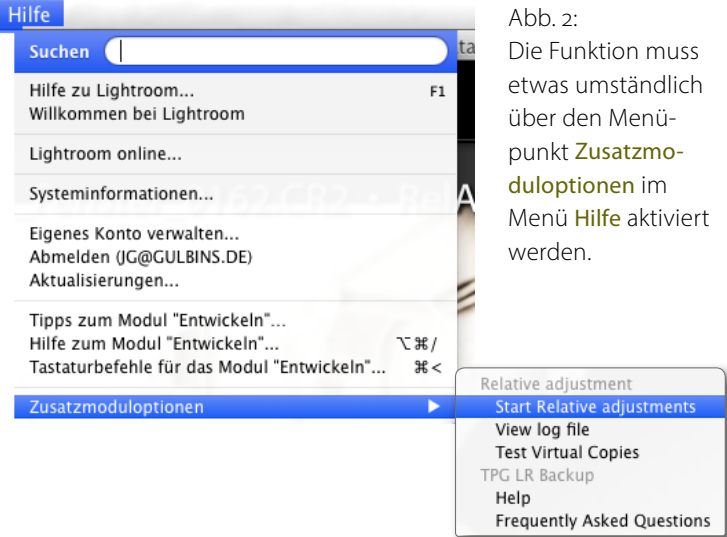 Hilfe
Suchen
Hilfe zu Lightroom... F1
Willkommen bei Lightroom
Lightroom online...
Systeminformationen...
Eigenes Konto verwalten...
Abmelden (JG@GULBINS.DE)
Aktualisierungen...
Tipps zum Modul "Entwickeln"...
Hilfe zum Modul "Entwickeln"... ⌥⌘/
Tastaturbefehle für das Modul "Entwickeln"... ⌘<
Zusatzmoduloptionen ▶
Relative adjustment
Start Relative adjustments
View log file
Test Virtual Copies
TPG LR Backup
Help
Frequently Asked Questions
Abb. 2:
Die Funktion muss
etwas umständlich
über den Menü-
punkt Zusatzmo-
duloptionen im
Menü Hilfe aktiviert
werden.